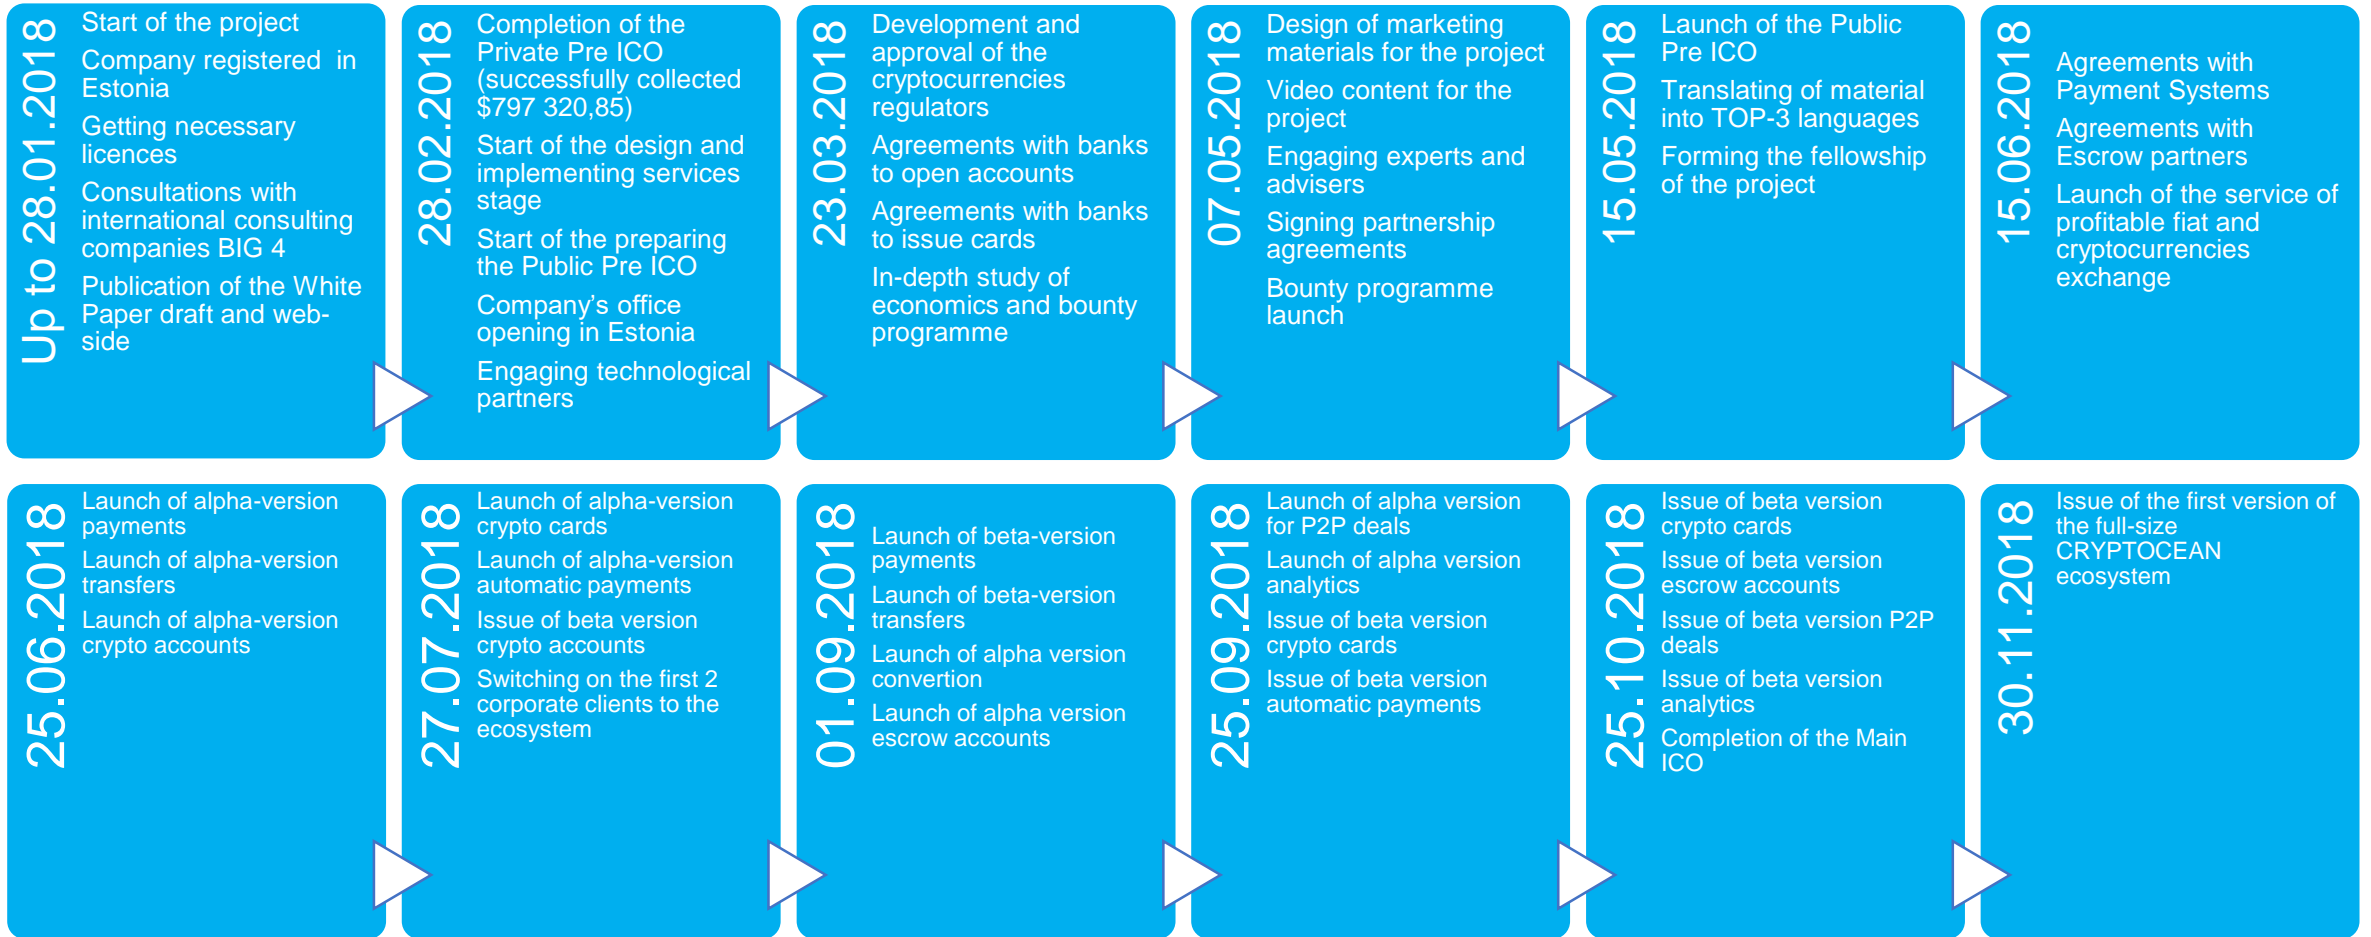 Up to 28.01.2018
Start of the project
Company registered  in
Estonia
Getting necessary
licences
Consultations with
international consulting
companies BIG 4
Publication of the White
Paper draft and web-
side
28.02.2018
Completion of the
Private Pre ICO
(successfully collected
$797 320,85)
Start of the design and
implementing services
stage
Start of the preparing
the Public Pre ICO
Company’s office
opening in Estonia
Engaging technological
partners
23.03.2018
Development and
approval of the
cryptocurrencies
regulators
Agreements with banks
to open accounts
Agreements with banks
to issue cards
In-depth study of
economics and bounty
programme
07.05.2018
Design of marketing
materials for the project
Video content for the
project
Engaging experts and
advisers
Signing partnership
agreements
Bounty programme
launch
15.05.2018
Launch of the Public
Pre ICO
Translating of material
into TOP-3 languages
Forming the fellowship
of the project
15.06.2018
Agreements with
Payment Systems
Agreements with
Escrow partners
Launch of the service of
profitable fiat and
cryptocurrencies
exchange
25.06.2018
Launch of alpha-version
payments
Launch of alpha-version
transfers
Launch of alpha-version
crypto accounts
27.07.2018
Launch of alpha-version
crypto cards
Launch of alpha-version
automatic payments
Issue of beta version
crypto accounts
Switching on the first 2
corporate clients to the
ecosystem
01.09.2018
Launch of beta-version
payments
Launch of beta-version
transfers
Launch of alpha version
convertion
Launch of alpha version
escrow accounts
25.09.2018
Launch of alpha version
for P2P deals
Launch of alpha version
analytics
Issue of beta version
crypto cards
Issue of beta version
automatic payments
25.10.2018
Issue of beta version
crypto cards
Issue of beta version
escrow accounts
Issue of beta version P2P
deals
Issue of beta version
analytics
Completion of the Main
ICO
30.11.2018
Issue of the first version of
the full-size
CRYPTOCEAN
ecosystem